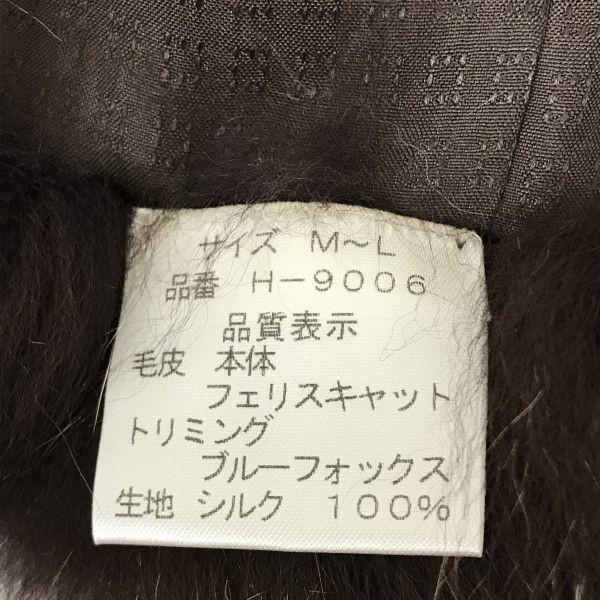 サイズ M～L
品番 H－9006
品質表示
毛皮 本体
フェリスキャット
トリミング
ブルーフォックス
生地 シルク 100%